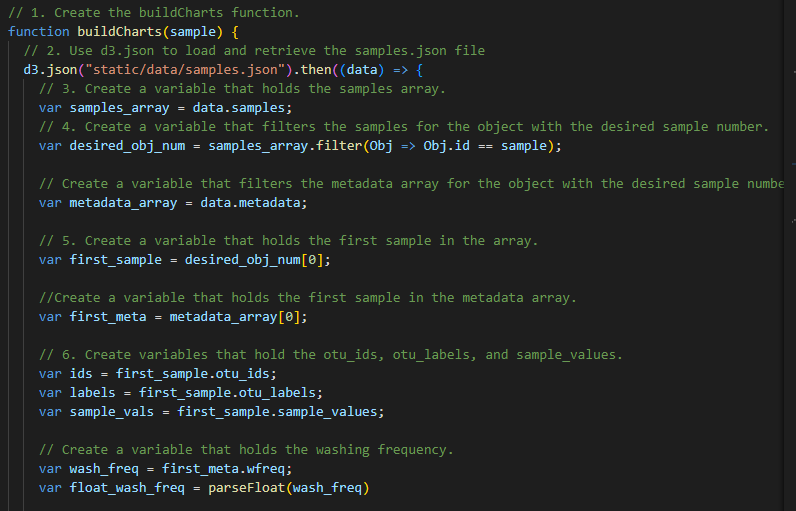 // 1. Create the buildCharts function.
function buildCharts(sample) {
// 2. Use d3.json to load and retrieve the samples.json file
d3.json("static/data/samples.json").then((data) => {
// 3. Create a variable that holds the samples array.
var samples_array = data.samples;
// 4. Create a variable that filters the samples for the object with the desired sample number.
var desired_obj_num = samples_array.filter(Obj => Obj.id == sample);
// Create a variable that filters the metadata array for the object with the desired sample numbe
var metadata_array = data.metadata;
// 5. Create a variable that holds the first sample in the array.
var first_sample = desired_obj_num[0];
//Create a variable that holds the first sample in the metadata array.
var first_meta = metadata_array[0];
// 6. Create variables that hold the otu_ids, otu_labels, and sample_values.
var ids = first_sample.otu_ids;
var labels = first_sample.otu_labels;
var sample_vals = first_sample.sample_values;
// Create a variable that holds the washing frequency.
var wash_freq = first_meta.wfreq;
var float_wash_freq = parseFloat(wash_freq)